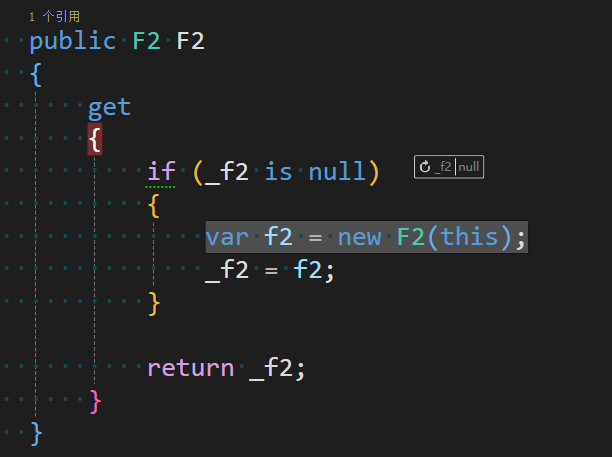 1 个引用
public F2 F2
{
get
{
if (_f2 is null)
_f2 null
{
var f2 = new F2(this);
_f2 = f2;
}
return _f2;
}
}